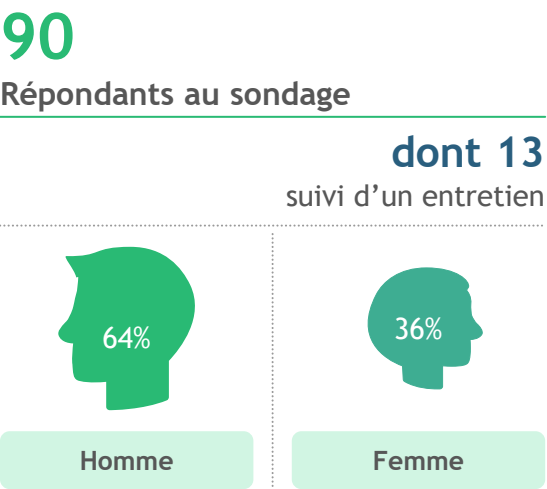 90
Répondants au sondage
dont 13
suivi d’un entretien
64%
36%
Homme
Femme